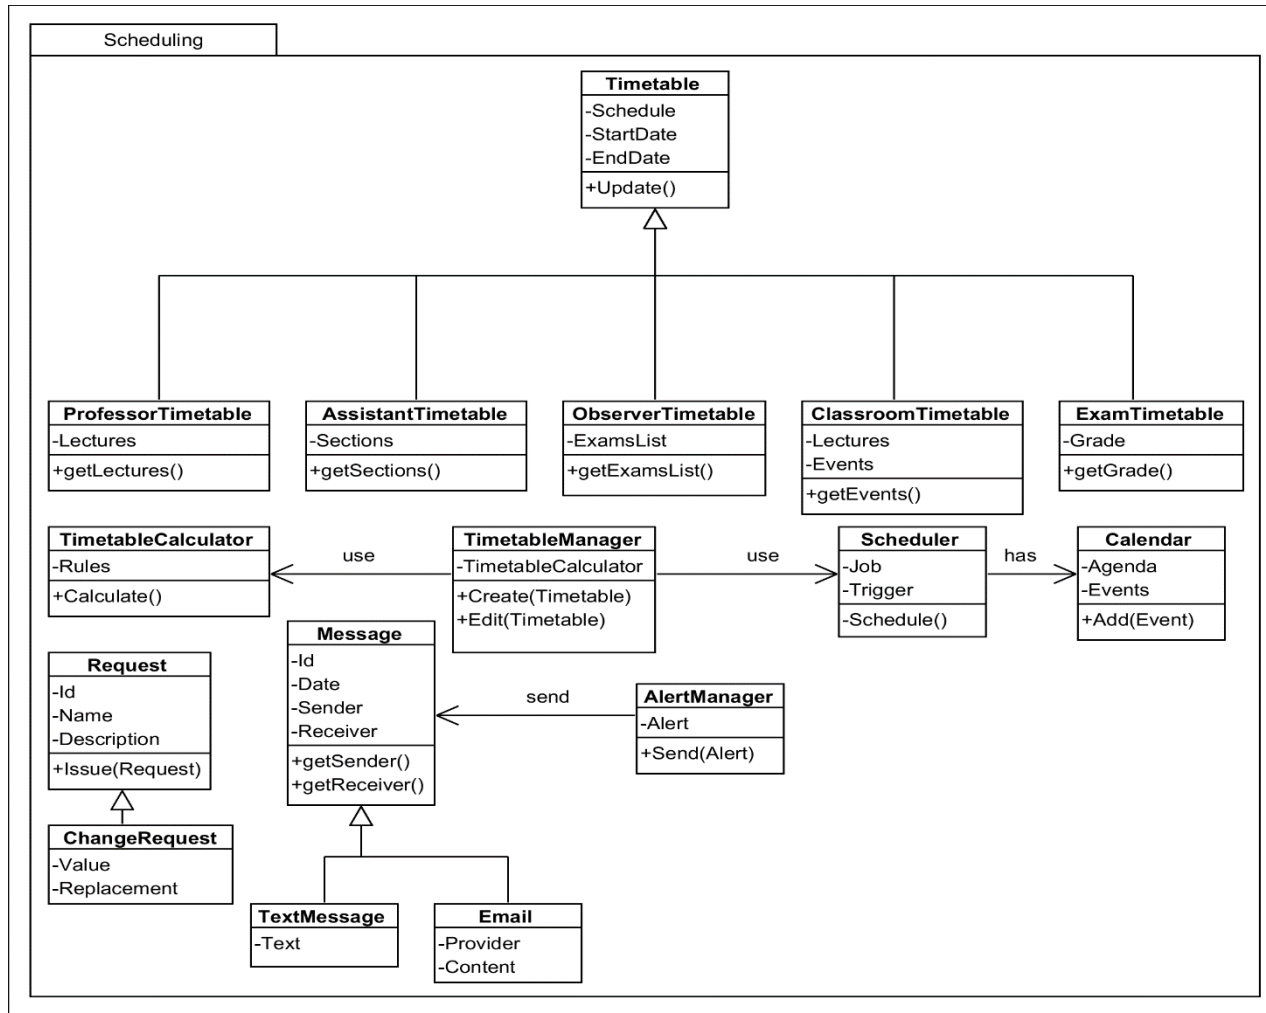 Scheduling
Timetable
-Schedule
-StartDate
-EndDate
+Update()
ProfessorTimetable
-Lectures
+getLectures()
AssistantTimetable
-Sections
+getSections()
ObserverTimetable
-ExamsList
+getExamsList()
ClassroomTimetable
-Lectures
-Events
+getEvents()
ExamTimetable
-Grade
+getGrade()
TimetableCalculator
-Rules
+Calculate()
use
TimetableManager
-TimetableCalculator
+Create(Timetable)
+Edit(Timetable)
use
Scheduler
-Job
-Trigger
-Schedule()
has
Calendar
-Agenda
-Events
+Add(Event)
Request
-Id
-Name
-Description
+Issue(Request)
Message
-Id
-Date
-Sender
-Receiver
+getSender()
+getReceiver()
send
AlertManager
-Alert
+Send(Alert)
ChangeRequest
-Value
-Replacement
TextMessage
-Text
Email
-Provider
-Content